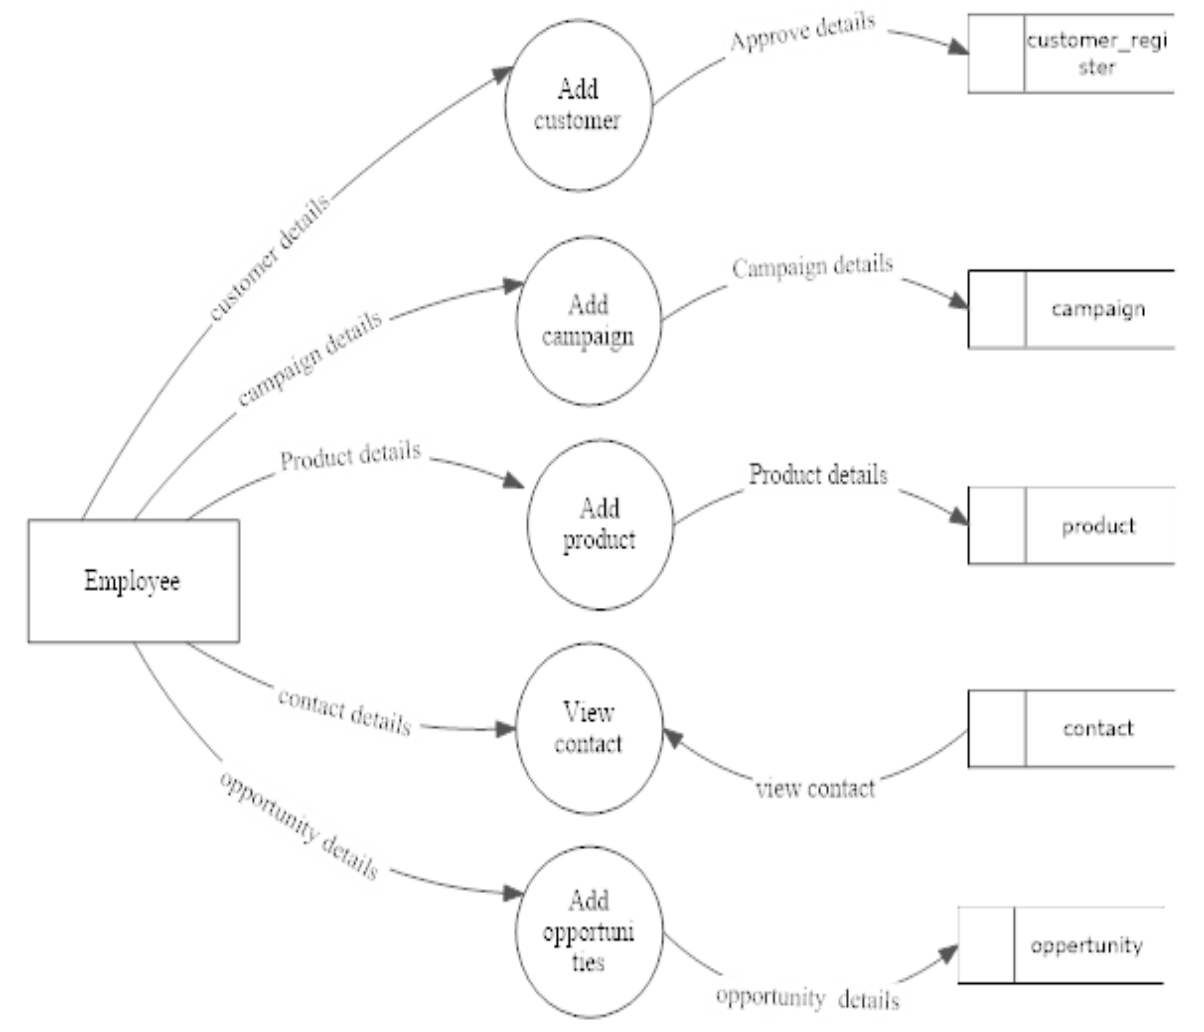 Add
customer
Approve details
customer_regi
ster
customer details
Add
campaign
Campaign details
campaign
campaign details
Product details
Add
product
Product details
product
Employee
contact details
View
contact
view contact
contact
opportunity details
Add
opportuni
ties
opportunity details
oppertunity